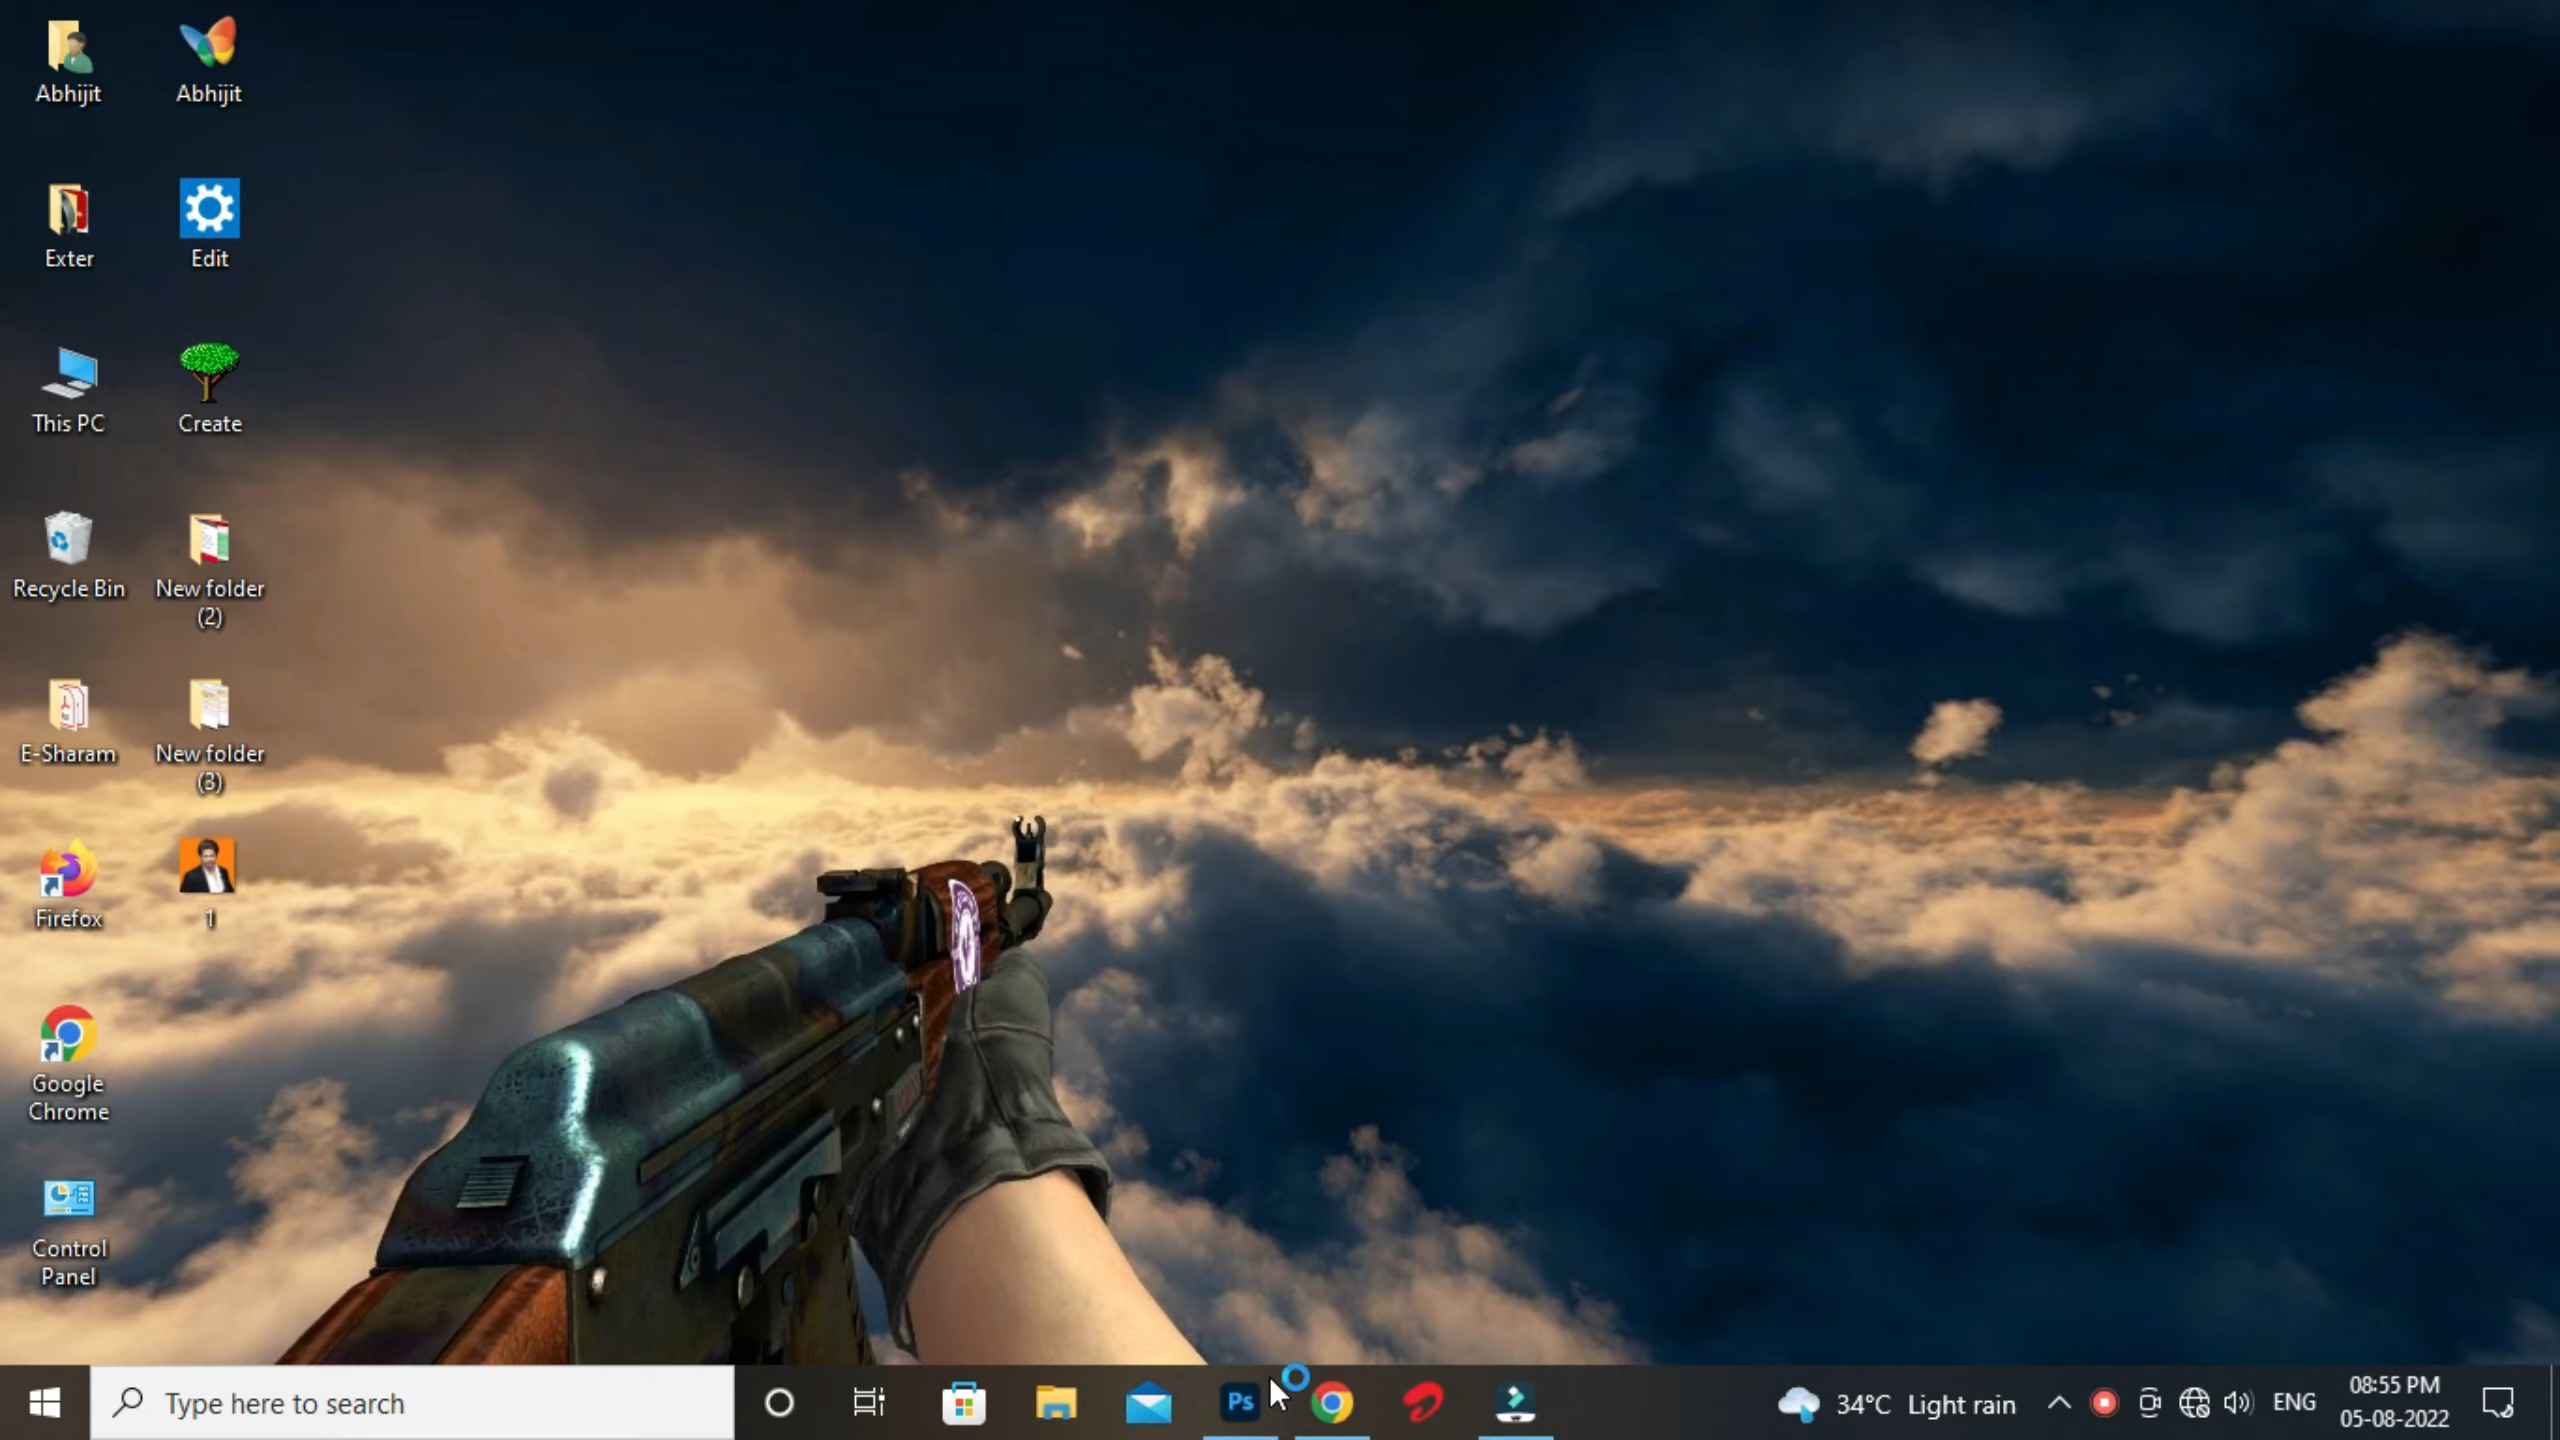 Abhijit
Abhijit
Exter
Edit
This PC
Create
Recycle Bin
New folder
(2)
E-Sharam
New folder
(3)
Firefox
1
Google
Chrome
Control
Panel
Type here to search
Ps
34°C Light rain
ENG
08:55 PM
05-08-2022